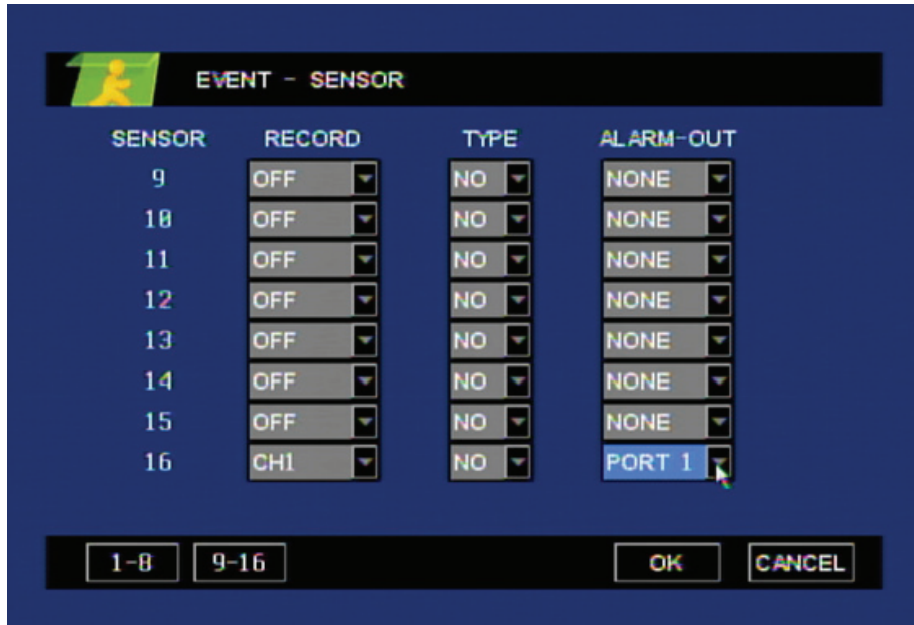 EVENT - SENSOR
SENSOR RECORD TYPE ALARM-OUT
9 OFF NO NONE
10 OFF NO NONE
11 OFF NO NONE
12 OFF NO NONE
13 OFF NO NONE
14 OFF NO NONE
15 OFF NO NONE
16 CH1 NO PORT 1
1-8 9-16 OK CANCEL